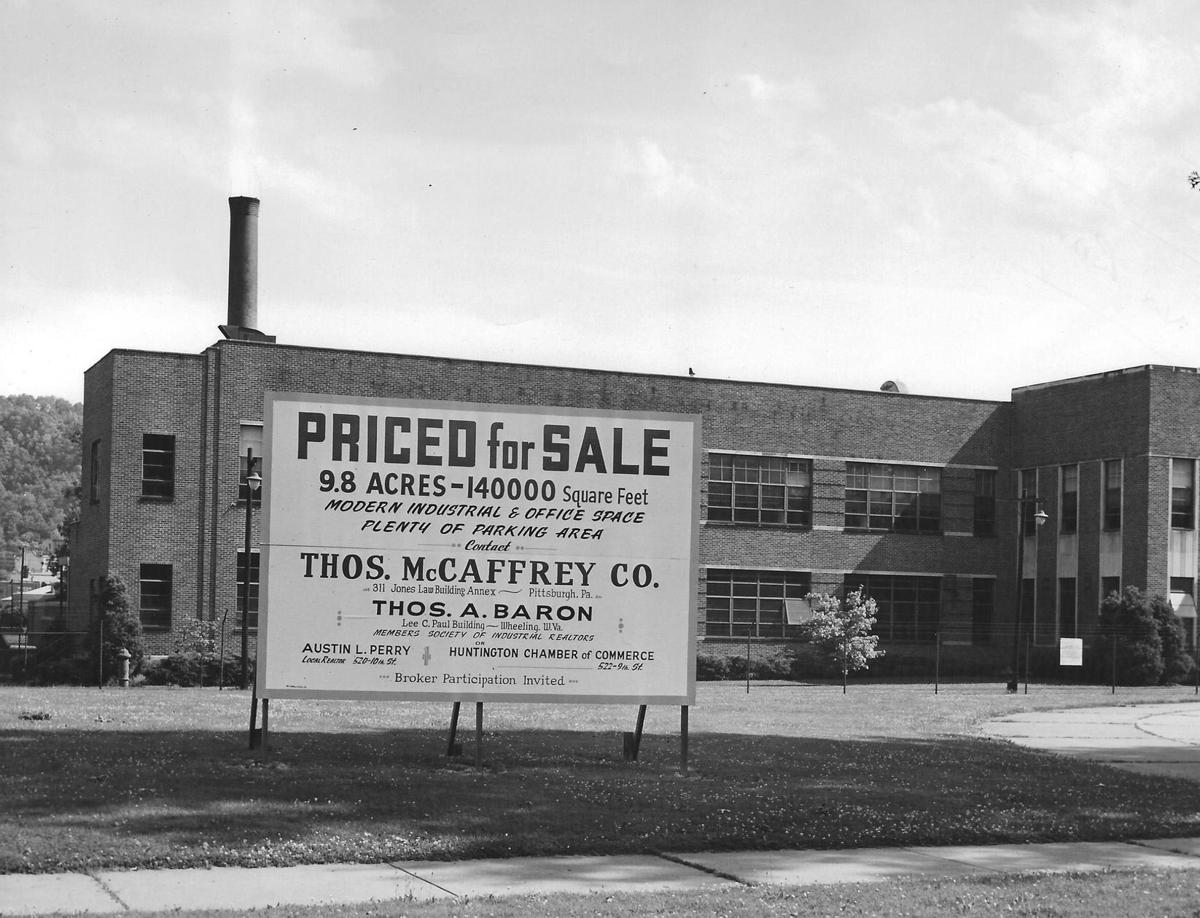 PRICED for SALE
9.8 ACRES-140000 Square Feet
MODERN INDUSTRIAL & OFFICE SPACE
PLENTY OF PARKING AREA
Contact
THOS. McCAFFREY CO.
311 Jones Law Building Annex — Pittsburgh, Pa.
THOS. A. BARON
Lee C. Paull Building — Wheeling, W.Va.
MEMBERS SOCIETY OF INDUSTRIAL REALTORS
OR
AUSTIN L. PERRY
LOCAL REALTOR 520-10th. ST.
HUNTINGTON CHAMBER of COMMERCE
522-9th. ST.
Broker Participation Invited